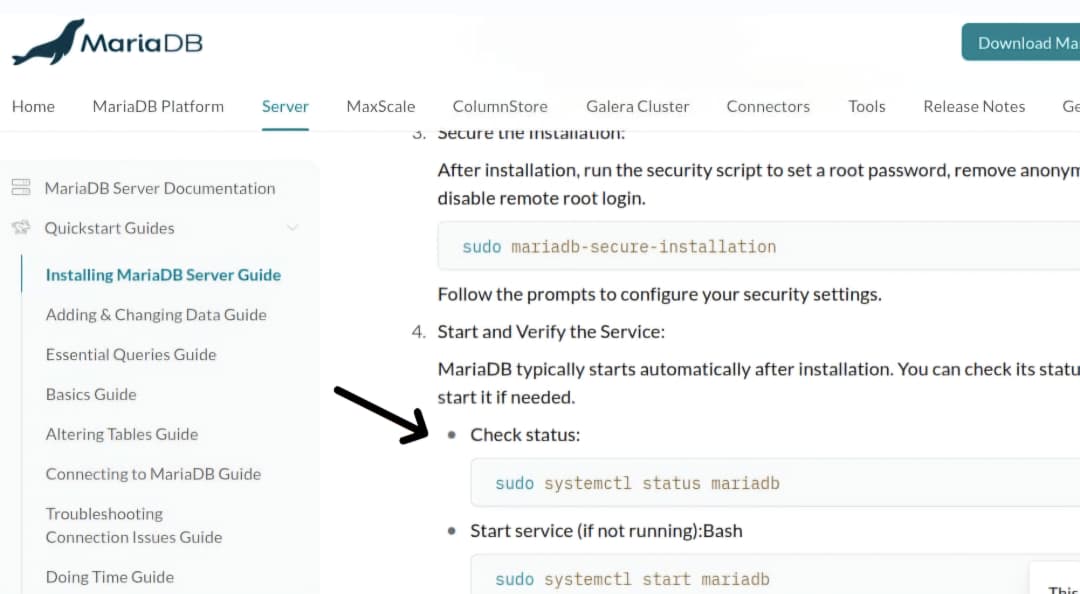 MariaDB
Download Ma
Home MariaDB Platform Server MaxScale ColumnStore Galera Cluster Connectors Tools Release Notes Ge
MariaDB Server Documentation
Quickstart Guides
Installing MariaDB Server Guide
Adding & Changing Data Guide
Essential Queries Guide
Basics Guide
Altering Tables Guide
Connecting to MariaDB Guide
Troubleshooting
Connection Issues Guide
Doing Time Guide
3. Secure the Installation:
After installation, run the security script to set a root password, remove anonym
disable remote root login.
sudo mariadb-secure-installation
Follow the prompts to configure your security settings.
4. Start and Verify the Service:
MariaDB typically starts automatically after installation. You can check its statu
start it if needed.
Check status:
sudo systemctl status mariadb
Start service (if not running):Bash
sudo systemctl start mariadb
This